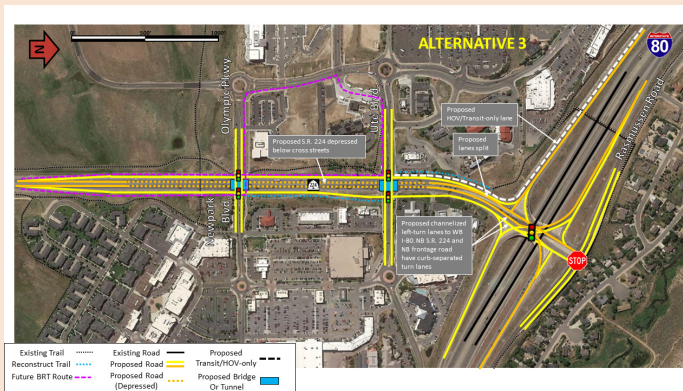 ALTERNATIVE 3
INTERSTATE
80
N
0'
1000'
Olympic Pkwy
Ute Blvd
Rasmussen Road
Proposed
HOV/Transit-only lane
Proposed
lanes split
Proposed S.R. 224 depressed
below cross streets
224
Newpark
Blvd
Proposed channelized
left-turn lanes to WB
I-80. NB S.R. 224 and
NB frontage road
have curb-separated
turn lanes
STOP
Existing Trail
Reconstruct Trail
Future BRT Route
Existing Road
Proposed Road
Proposed Road
(Depressed)
Proposed
Transit/HOV-only
Proposed Bridge
Or Tunnel